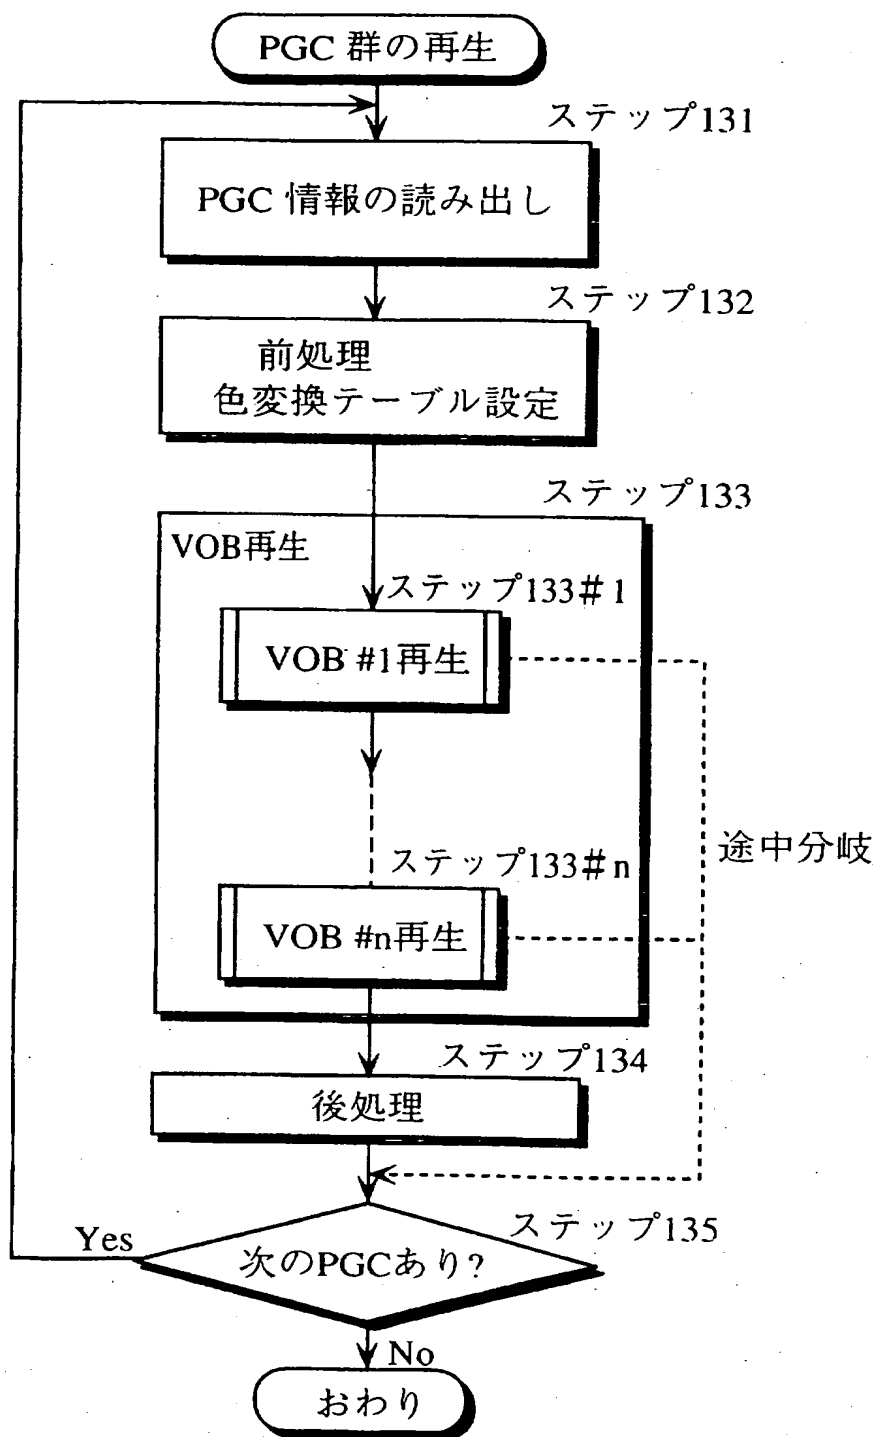 PGC 群の再生
ステップ131
PGC 情報の読み出し
ステップ132
前処理
色変換テーブル設定
ステップ133
VOB再生
ステップ133#1
VOB #1再生
途中分岐
ステップ133#n
VOB #n再生
ステップ134
後処理
ステップ135
Yes
次のPGCあり?
No
おわり